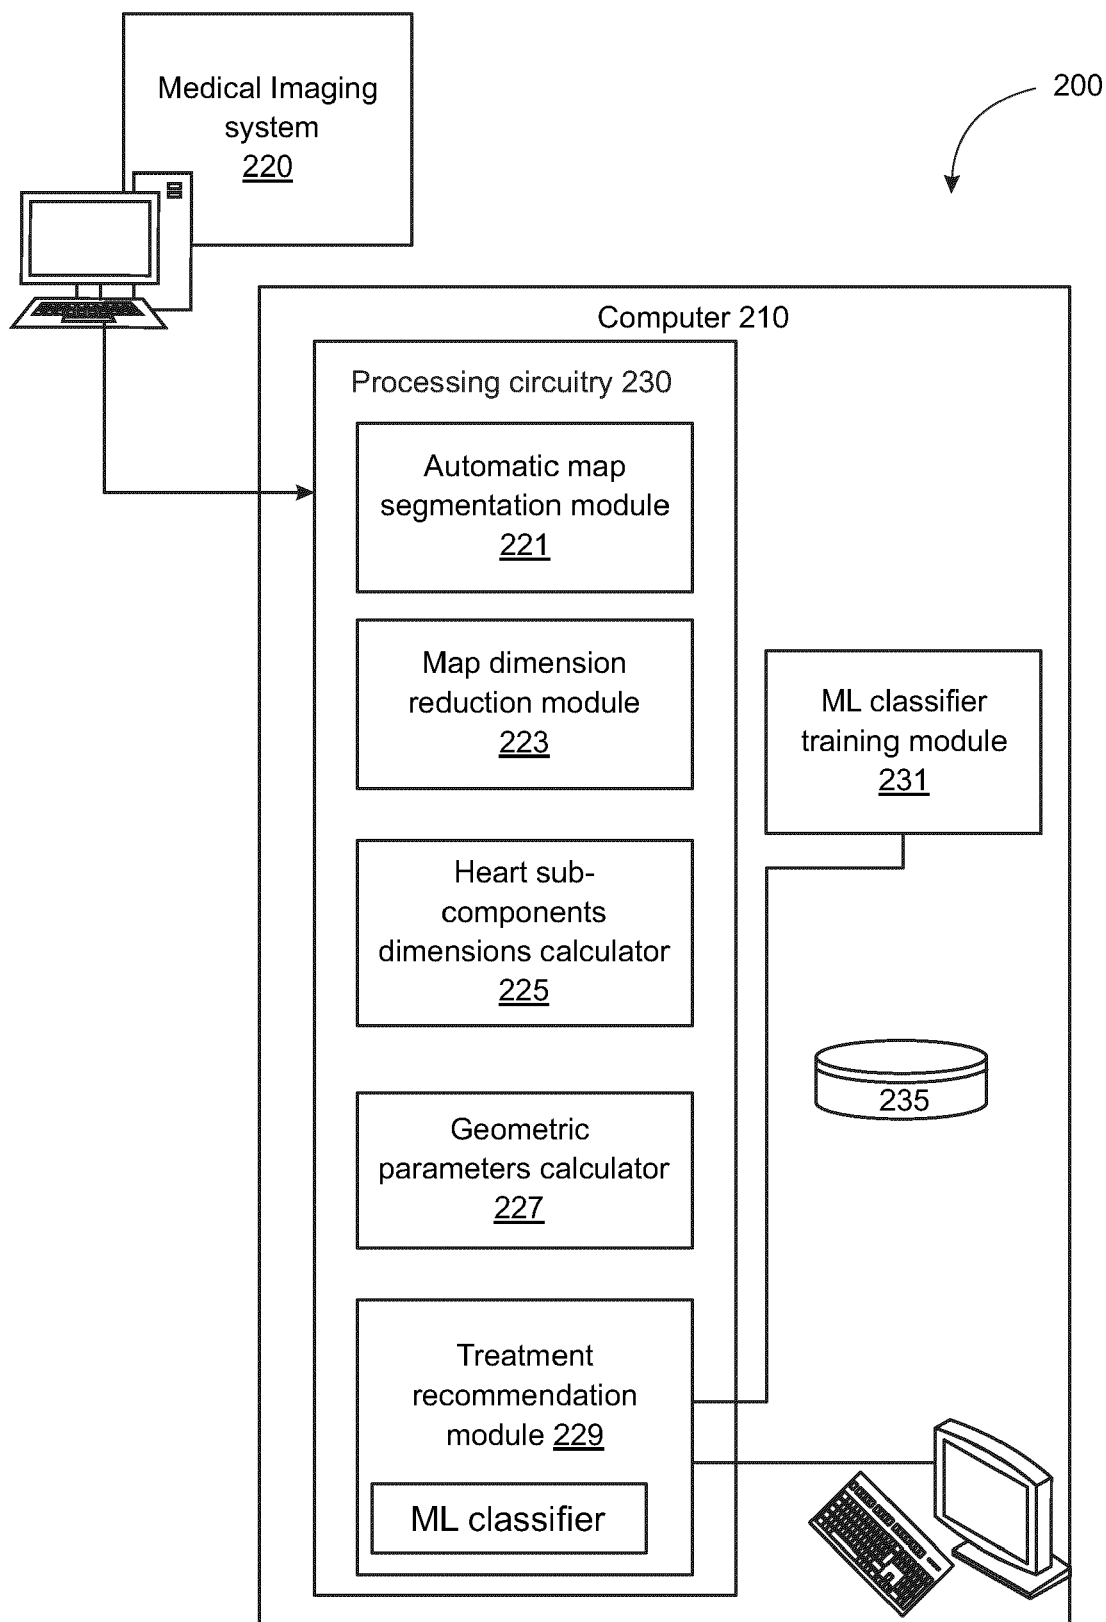 Medical Imaging
system
220
200
Computer 210
Processing circuitry 230
Automatic map
segmentation module
221
Map dimension
reduction module
223
ML classifier
training module
231
Heart sub-
components
dimensions calculator
225
235
Geometric
parameters calculator
227
Treatment
recommendation
module 229
ML classifier